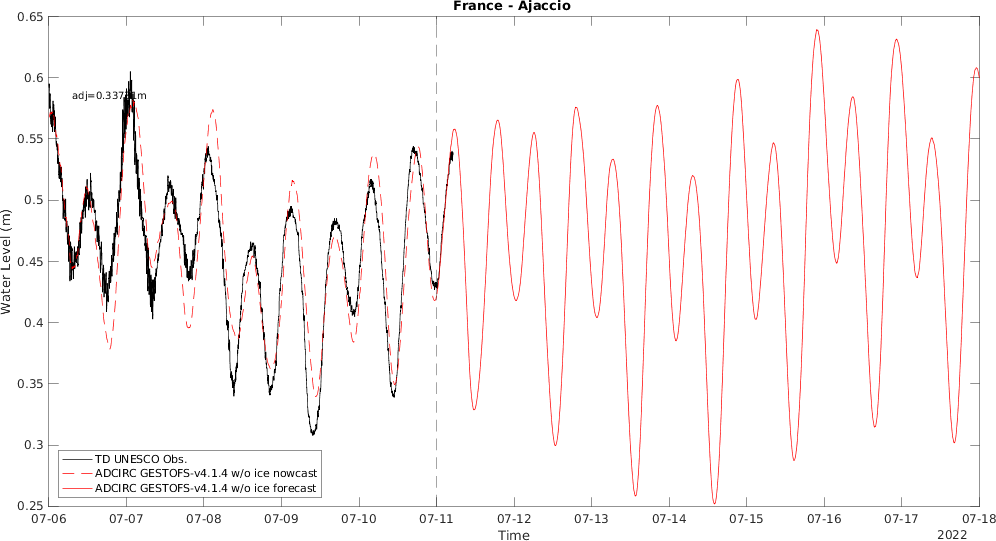 France - Ajaccio
0.65
0.6
0.55
0.5
0.45
0.4
0.35
0.3
0.25
Water Level (m)
TD UNESCO Obs.
ADCIRC GESTOFS-v4.1.4 w/o ice nowcast
ADCIRC GESTOFS-v4.1.4 w/o ice forecast
07-06 07-07 07-08 07-09 07-10 07-11 07-12 07-13 07-14 07-15 07-16 07-17 07-18
Time
2022